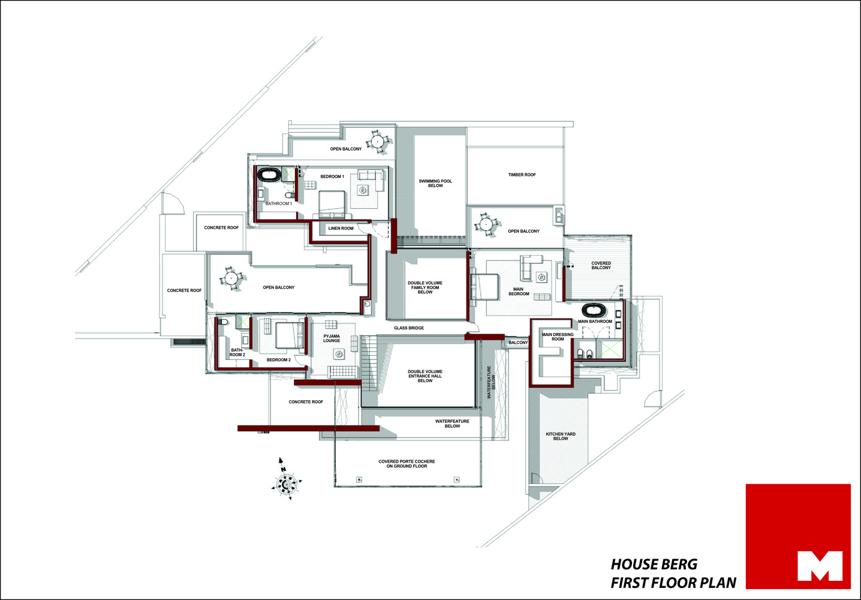 OPEN BALCONY
BEDROOM 1
BATHROOM 1
LINEN ROOM
SWIMMING POOL
BELOW
TIMBER ROOF
CONCRETE ROOF
OPEN BALCONY
COVERED
BALCONY
CONCRETE ROOF
OPEN BALCONY
DOUBLE VOLUME
FAMILY ROOM
BELOW
MAIN
BEDROOM
MAIN BATHROOM
GLASS BRIDGE
BATH-
ROOM 2
BEDROOM 2
PYJAMA
LOUNGE
BALCONY
MAIN DRESSING
ROOM
DOUBLE VOLUME
ENTRANCE HALL
BELOW
WATERFEATURE
BELOW
CONCRETE ROOF
WATERFEATURE
BELOW
KITCHEN YARD
BELOW
COVERED PORTE COCHERE
ON GROUND FLOOR
N
HOUSE BERG
FIRST FLOOR PLAN
M